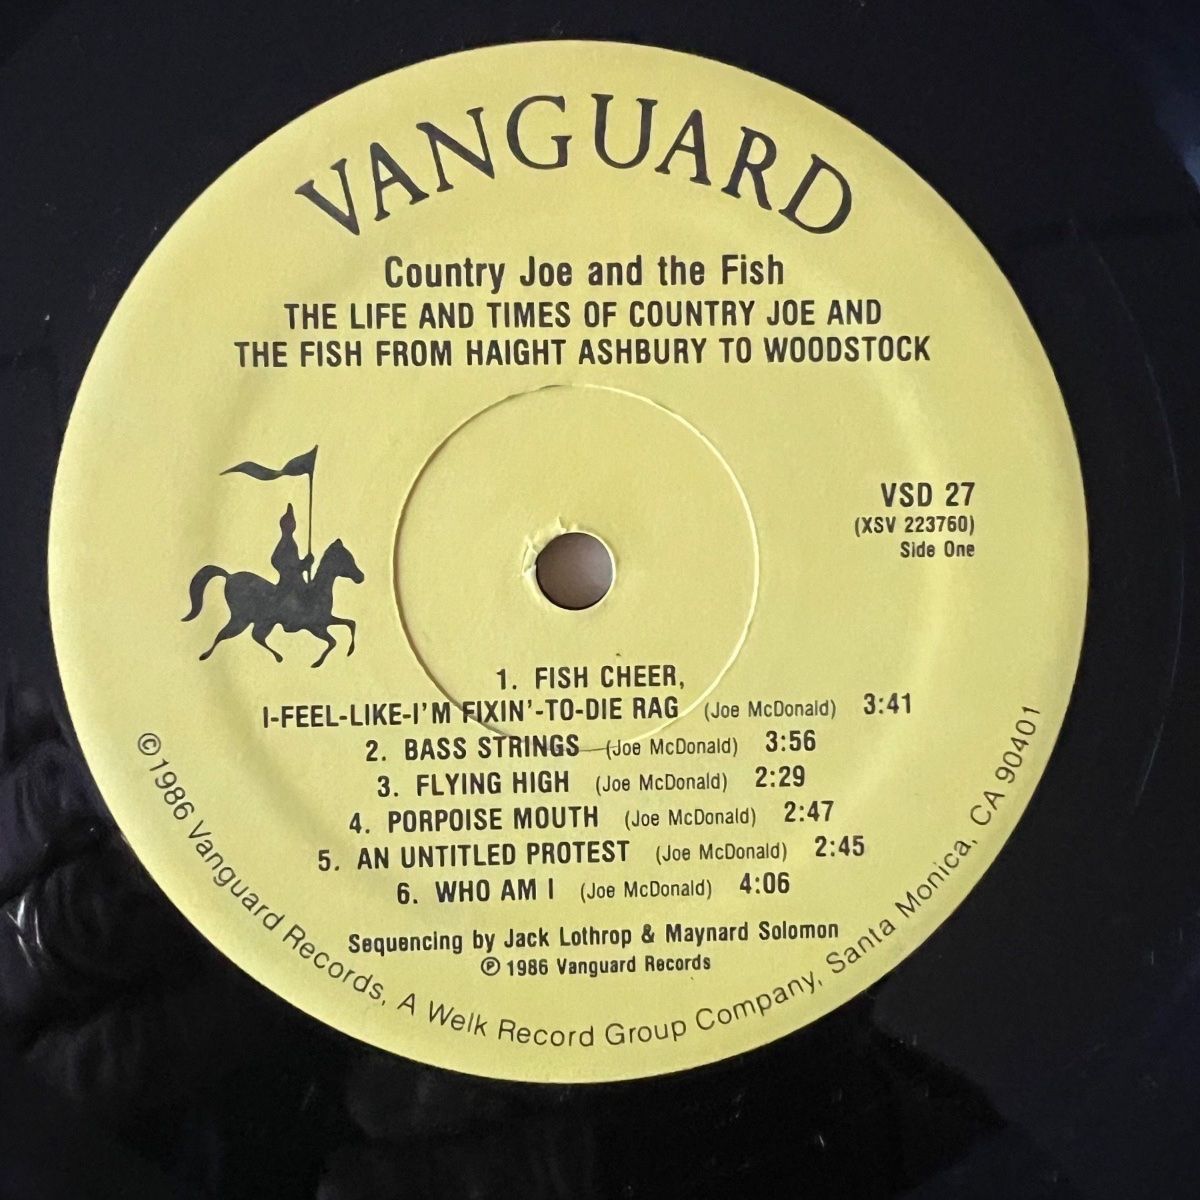 VANGUARD
Country Joe and the Fish
THE LIFE AND TIMES OF COUNTRY JOE AND
THE FISH FROM HAIGHT ASHBURY TO WOODSTOCK
VSD 27
(XSV 223760)
Side One
1. FISH CHEER,
I-FEEL-LIKE-I'M FIXIN'-TO-DIE RAG (Joe McDonald) 3:41
2. BASS STRINGS (Joe McDonald) 3:56
3. FLYING HIGH (Joe McDonald) 2:29
4. PORPOISE MOUTH (Joe McDonald) 2:47
5. AN UNTITLED PROTEST (Joe McDonald) 2:45
6. WHO AM I (Joe McDonald) 4:06
Sequencing by Jack Lothrop & Maynard Solomon
℗ 1986 Vanguard Records
©1986 Vanguard Records, A Welk Record Group Company, Santa Monica, CA 90401